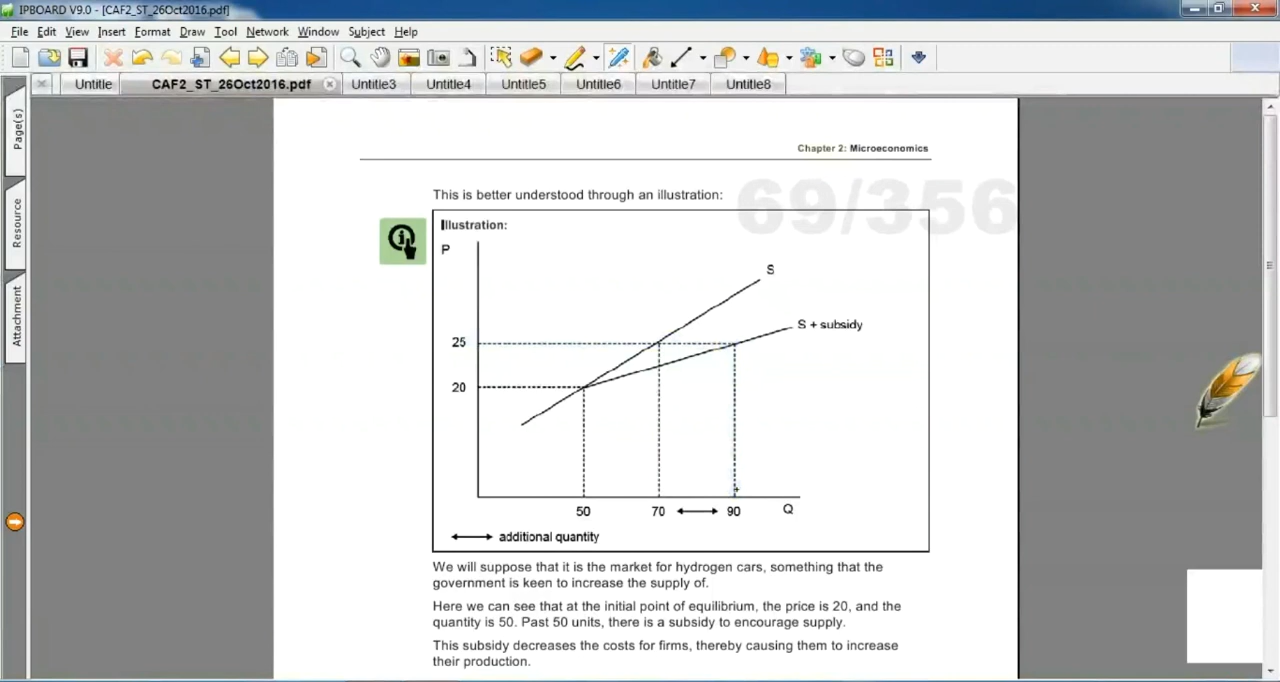 IPBOARD V9.0 - [CAF2_ST_26Oct2016.pdf]
File Edit View Insert Format Draw Tool Network Window Subject Help
Untitle CAF2_ST_26Oct2016.pdf Untitle3 Untitle4 Untitle5 Untitle6 Untitle7 Untitle8
Page(s)
Resource
Attachment
Chapter 2: Microeconomics
69/356
This is better understood through an illustration:
Illustration:
P
S
S + subsidy
25
20
50 70 90 Q
additional quantity
We will suppose that it is the market for hydrogen cars, something that the
government is keen to increase the supply of.
Here we can see that at the initial point of equilibrium, the price is 20, and the
quantity is 50. Past 50 units, there is a subsidy to encourage supply.
This subsidy decreases the costs for firms, thereby causing them to increase
their production.